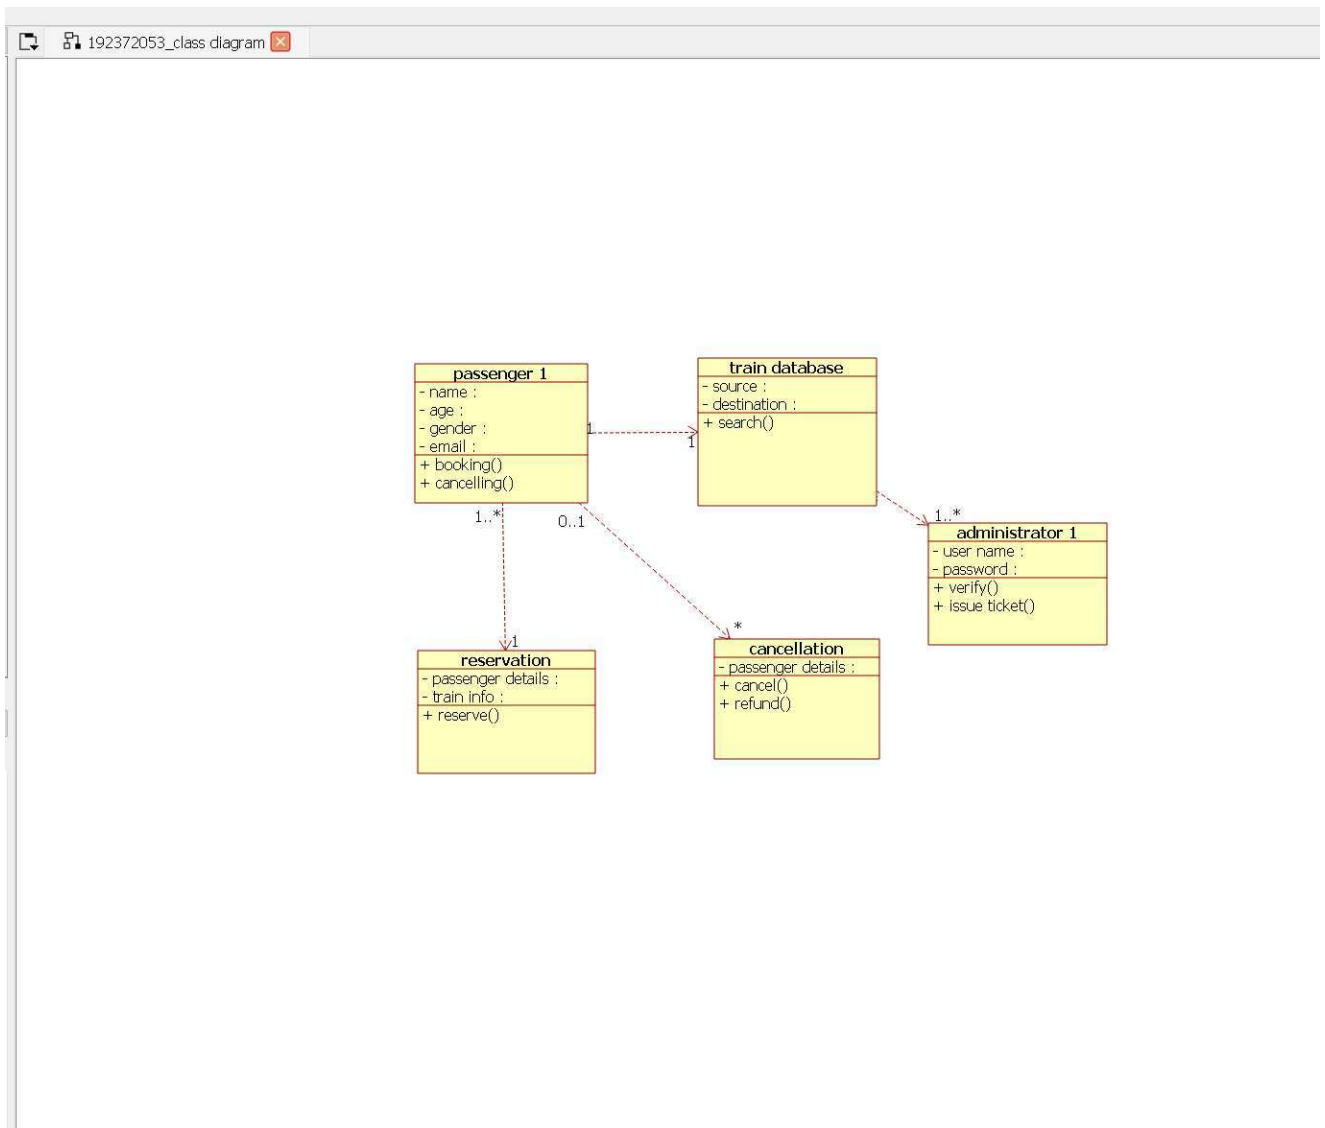 192372053_class diagram
passenger 1
- name :
- age :
- gender :
- email :
+ booking()
+ cancelling()
1
1
train database
- source :
- destination :
+ search()
1..*
0..1
1..*
administrator 1
- user name :
- password :
+ verify()
+ issue ticket()
1
*
reservation
- passenger details :
- train info :
+ reserve()
cancellation
- passenger details :
+ cancel()
+ refund()